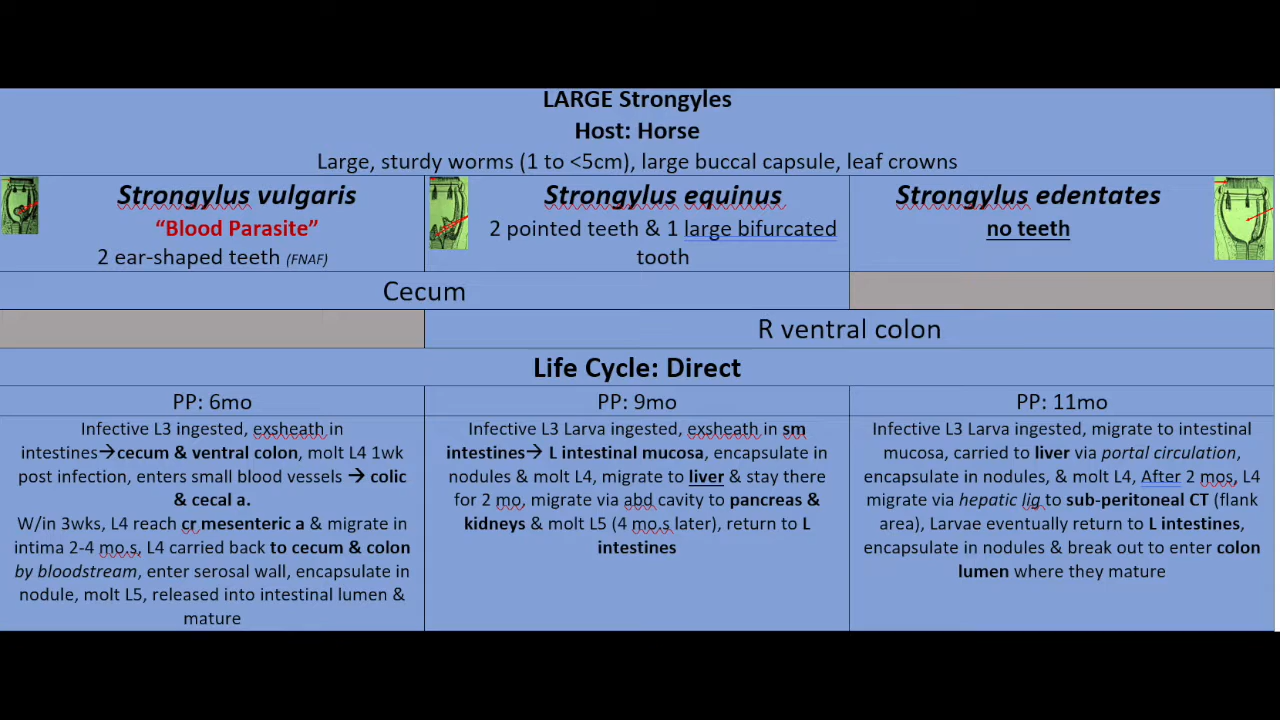 LARGE Strongyles
Host: Horse
Large, sturdy worms (1 to <5cm), large buccal capsule, leaf crowns
Strongylus vulgaris
“Blood Parasite”
2 ear-shaped teeth (FNAF)
Strongylus equinus
2 pointed teeth & 1 large bifurcated
tooth
Strongylus edentates
no teeth
Cecum
R ventral colon
Life Cycle: Direct
PP: 6mo
PP: 9mo
PP: 11mo
Infective L3 ingested, exsheath in
intestines→cecum & ventral colon, molt L4 1wk
post infection, enters small blood vessels → colic
& cecal a.
W/in 3wks, L4 reach cr mesenteric a & migrate in
intima 2-4 mo.s, L4 carried back to cecum & colon
by bloodstream, enter serosal wall, encapsulate in
nodule, molt L5, released into intestinal lumen &
mature
Infective L3 Larva ingested, exsheath in sm
intestines→ L intestinal mucosa, encapsulate in
nodules & molt L4, migrate to liver & stay there
for 2 mo, migrate via abd cavity to pancreas &
kidneys & molt L5 (4 mo.s later), return to L
intestines
Infective L3 Larva ingested, migrate to intestinal
mucosa, carried to liver via portal circulation,
encapsulate in nodules, & molt L4, After 2 mos, L4
migrate via hepatic lig to sub-peritoneal CT (flank
area), Larvae eventually return to L intestines,
encapsulate in nodules & break out to enter colon
lumen where they mature